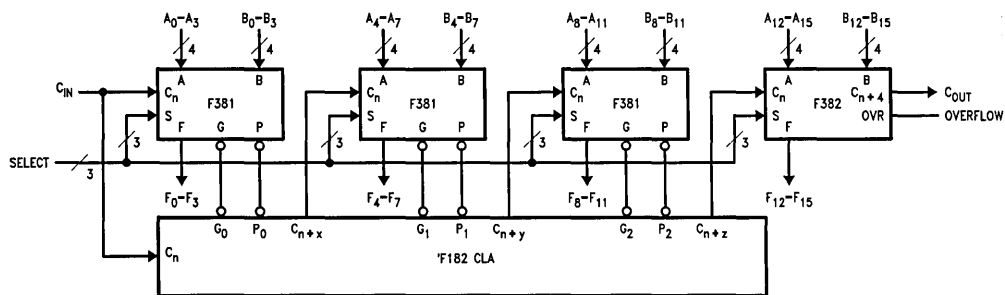 A0–A3 B0–B3 A4–A7 B4–B7 A8–A11 B8–B11 A12–A15 B12–B15
4 4 4 4 4 4 4 4
A B A B A B A B
CIN Cn F381 Cn F381 Cn F381 Cn F382 Cn+4 COUT
S F G P S F G P S F G P S F OVR OVERFLOW
3 3 3 3
SELECT 3
F0–F3 F4–F7 F8–F11 F12–F15
G0 P0 Cn+x G1 P1 Cn+y G2 P2 Cn+z
Cn 'F182 CLA